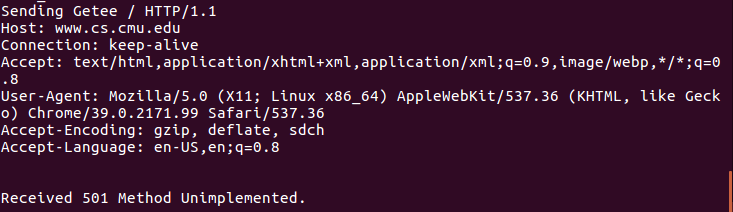 Sending Getee / HTTP/1.1
Host: www.cs.cmu.edu
Connection: keep-alive
Accept: text/html,application/xhtml+xml,application/xml;q=0.9,image/webp,*/*;q=0
.8
User-Agent: Mozilla/5.0 (X11; Linux x86_64) AppleWebKit/537.36 (KHTML, like Geck
o) Chrome/39.0.2171.99 Safari/537.36
Accept-Encoding: gzip, deflate, sdch
Accept-Language: en-US,en;q=0.8
Received 501 Method Unimplemented.